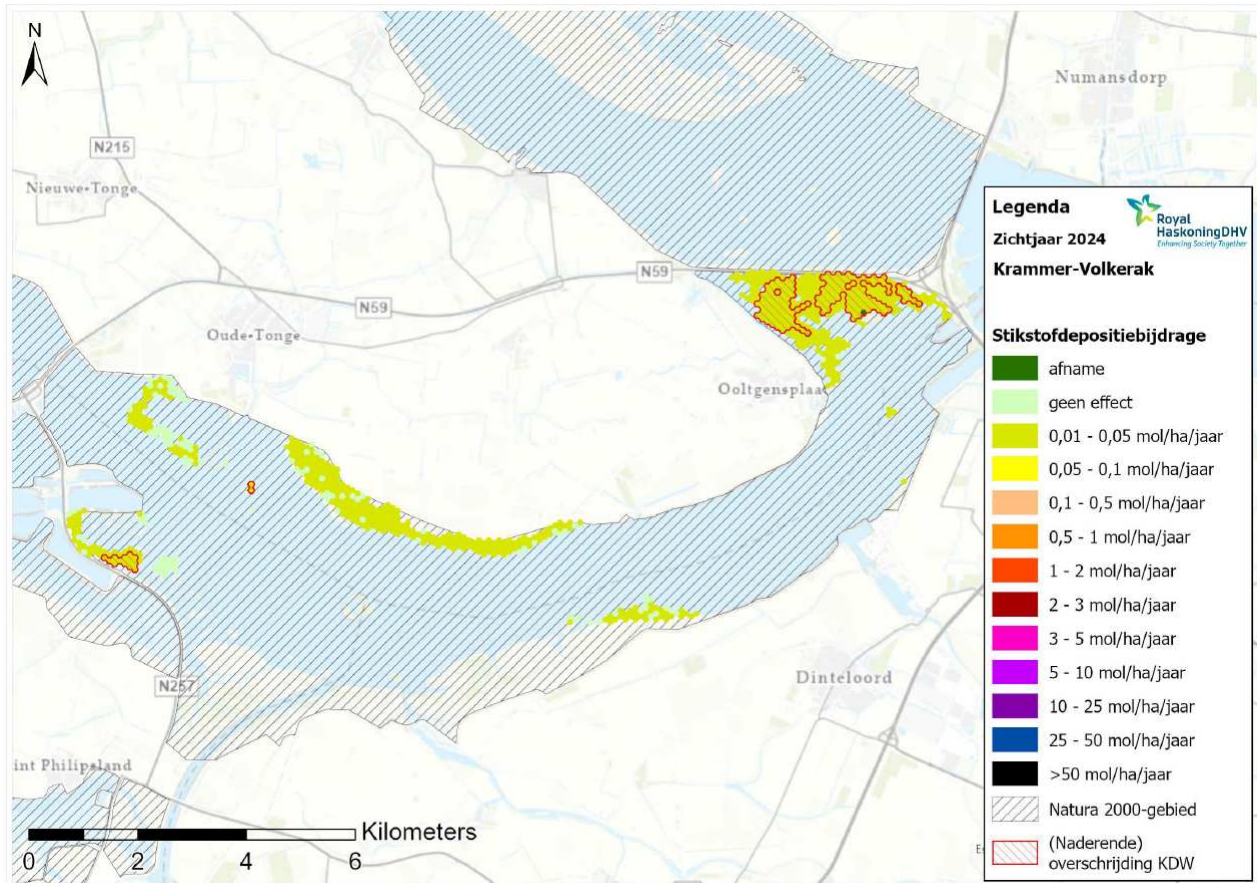 N
Numansdorp
N215
Nieuwe-Tonge
N59
N59
Oude-Tonge
Ooltgensplaa
Dinteloord
N257
int Philipsland
Kilometers
0 2 4 6
Legenda
Royal
HaskoningDHV
Enhancing Society Together
Zichtjaar 2024
Krammer-Volkerak
Stikstofdepositiebijdrage
afname
geen effect
0,01 - 0,05 mol/ha/jaar
0,05 - 0,1 mol/ha/jaar
0,1 - 0,5 mol/ha/jaar
0,5 - 1 mol/ha/jaar
1 - 2 mol/ha/jaar
2 - 3 mol/ha/jaar
3 - 5 mol/ha/jaar
5 - 10 mol/ha/jaar
10 - 25 mol/ha/jaar
25 - 50 mol/ha/jaar
>50 mol/ha/jaar
Natura 2000-gebied
(Naderende)
overschrijding KDW